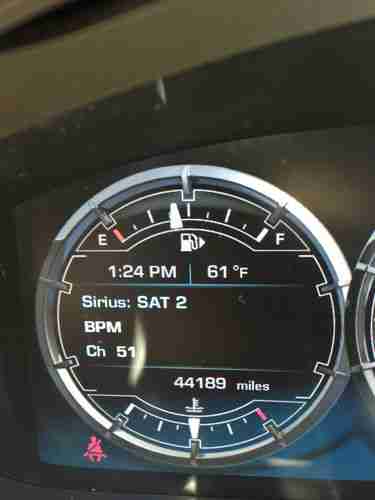 E F
1:24 PM 61 °F
Sirius: SAT 2
BPM
Ch 51
44189 miles